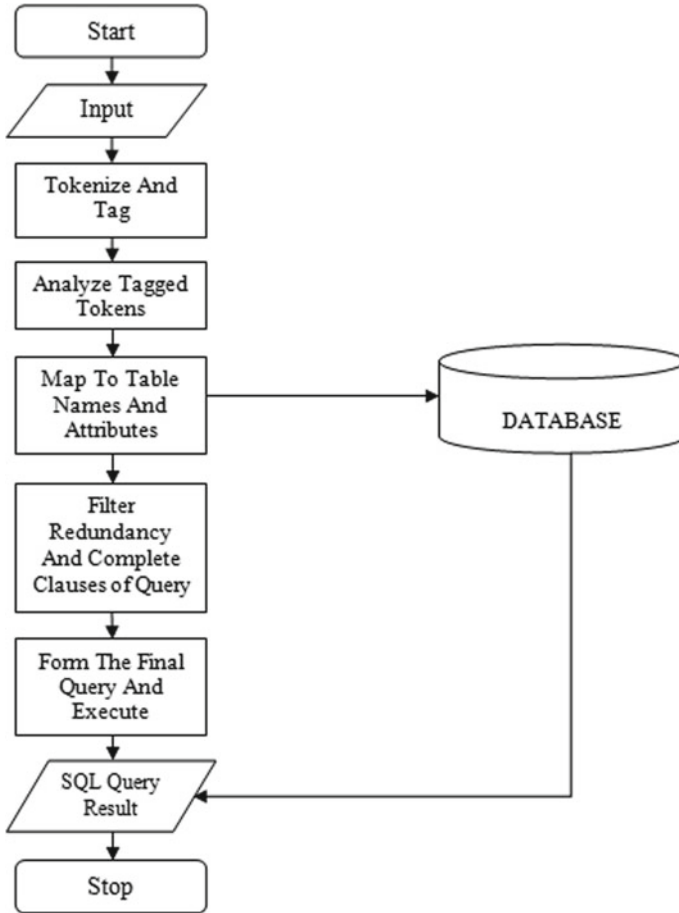 Start
Input
Tokenize And
Tag
Analyze Tagged
Tokens
Map To Table
Names And
Attributes
DATABASE
Filter
Redundancy
And Complete
Clauses of Query
Form The Final
Query And
Execute
SQL Query
Result
Stop